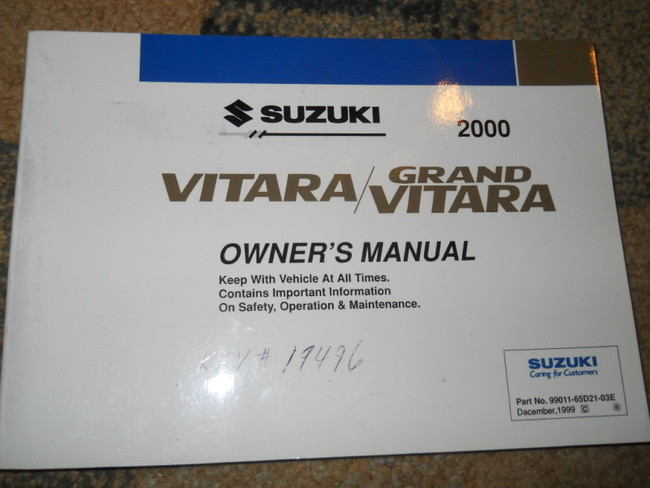 SUZUKI
2000
VITARA/GRAND VITARA
OWNER'S MANUAL
Keep With Vehicle At All Times.
Contains Important Information
On Safety, Operation & Maintenance.
KEY # 19496
SUZUKI
Caring for Customers
Part No. 99011-65D21-03E
December,1999 C